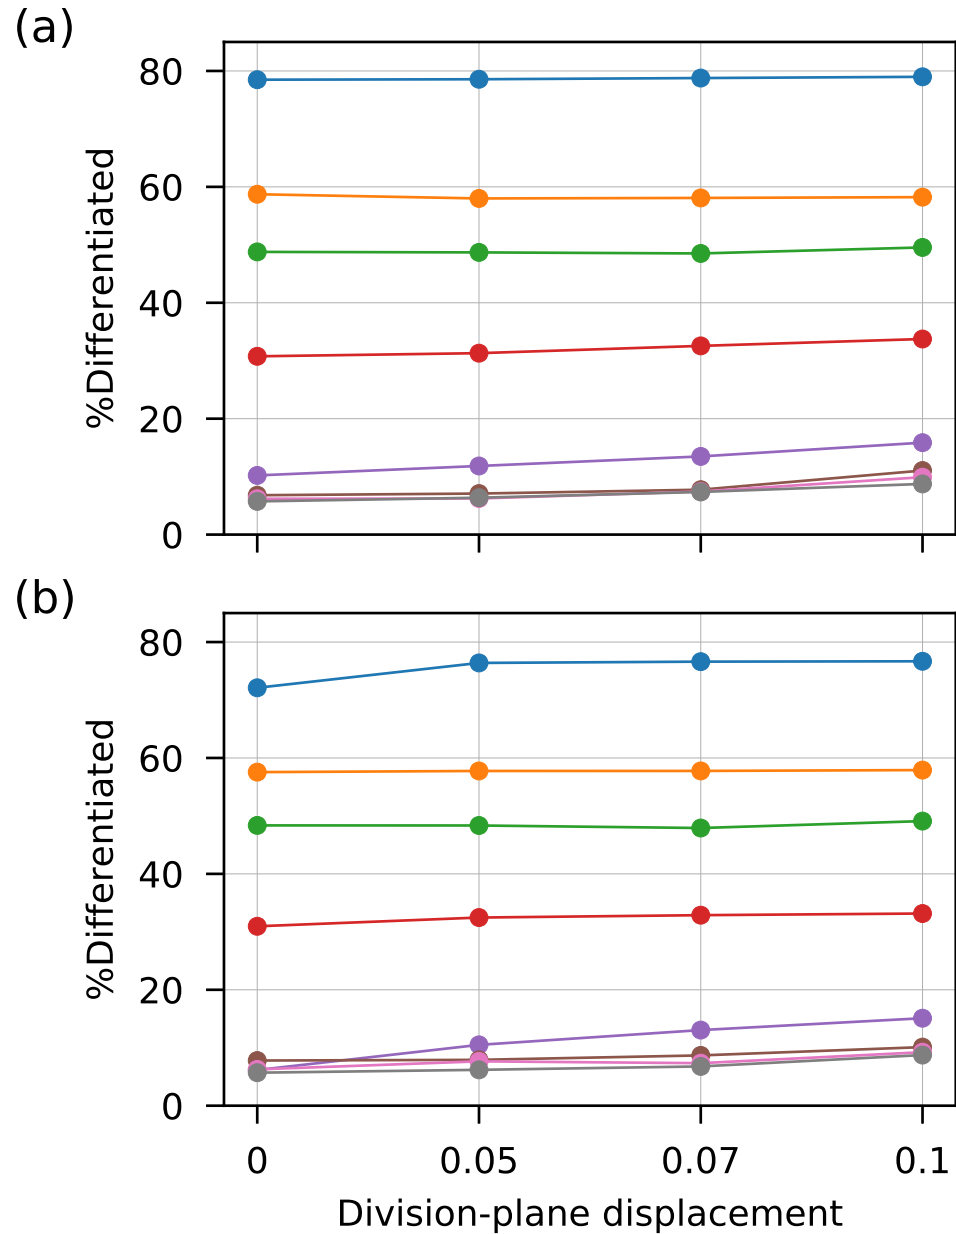 (a)
%Differentiated
80
60
40
20
0
(b)
%Differentiated
80
60
40
20
0
0 0.05 0.07 0.1
Division-plane displacement